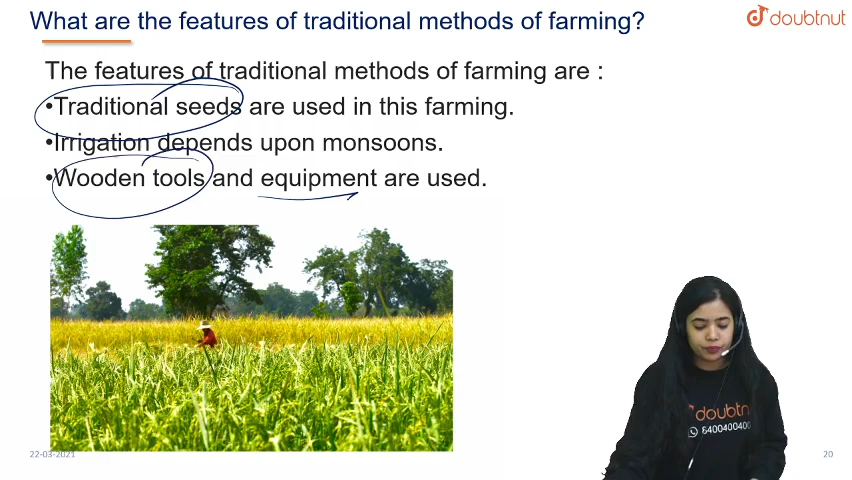 What are the features of traditional methods of farming?
doubtnut
The features of traditional methods of farming are :
•Traditional seeds are used in this farming.
•Irrigation depends upon monsoons.
•Wooden tools and equipment are used.
doubtn
8400400400
22-03-2021
20